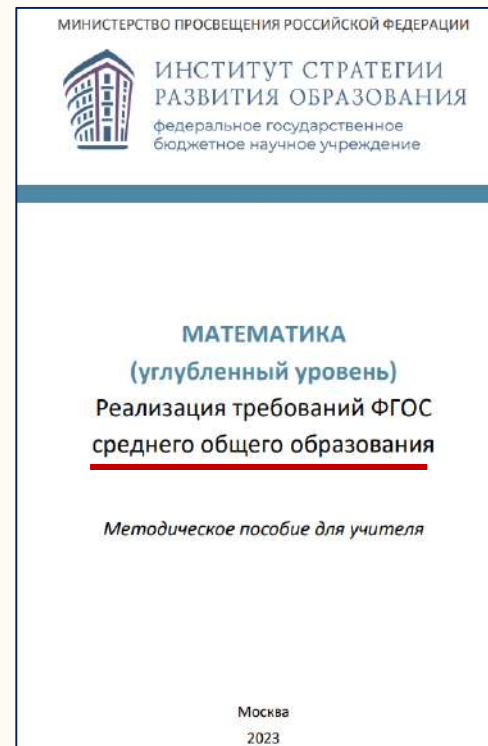 МИНИСТЕРСТВО ПРОСВЕЩЕНИЯ РОССИЙСКОЙ ФЕДЕРАЦИИ
ИНСТИТУТ СТРАТЕГИИ
РАЗВИТИЯ ОБРАЗОВАНИЯ
федеральное государственное
бюджетное научное учреждение
МАТЕМАТИКА
(углубленный уровень)
Реализация требований ФГОС
среднего общего образования
Методическое пособие для учителя
Москва
2023